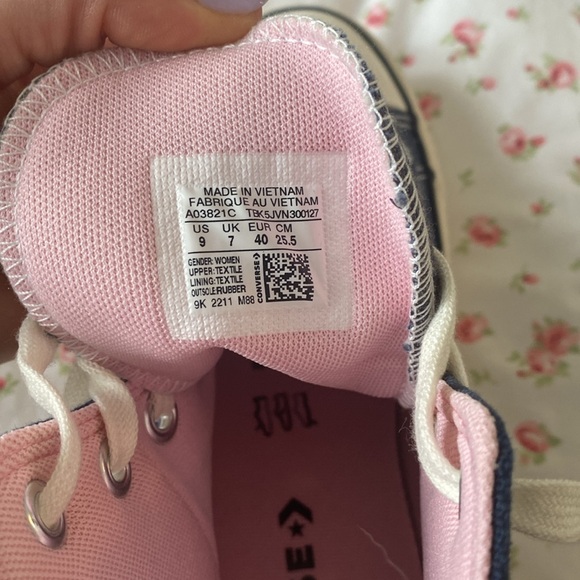 MADE IN VIETNAM
FABRIQUE AU VIETNAM
A03821C TBK5JVN300127
US UK EUR CM
9 7 40 25.5
GENDER:WOMEN
UPPER:TEXTILE
LINING:TEXTILE
OUTSOLE:RUBBER
9K 2211 M88
CONVERSE